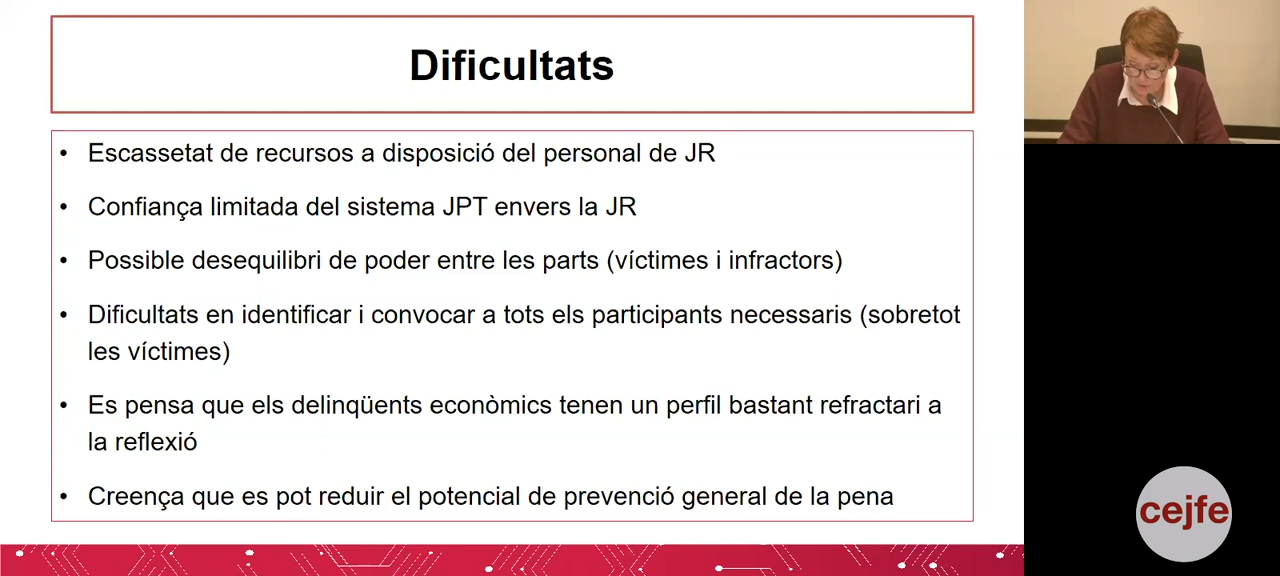 Dificultats
• Escassetat de recursos a disposició del personal de JR
• Confiança limitada del sistema JPT envers la JR
• Possible desequilibri de poder entre les parts (víctimes i infractors)
• Dificultats en identificar i convocar a tots els participants necessaris (sobretot
les víctimes)
• Es pensa que els delinqüents econòmics tenen un perfil bastant refractari a
la reflexió
• Creença que es pot reduir el potencial de prevenció general de la pena
cejfe